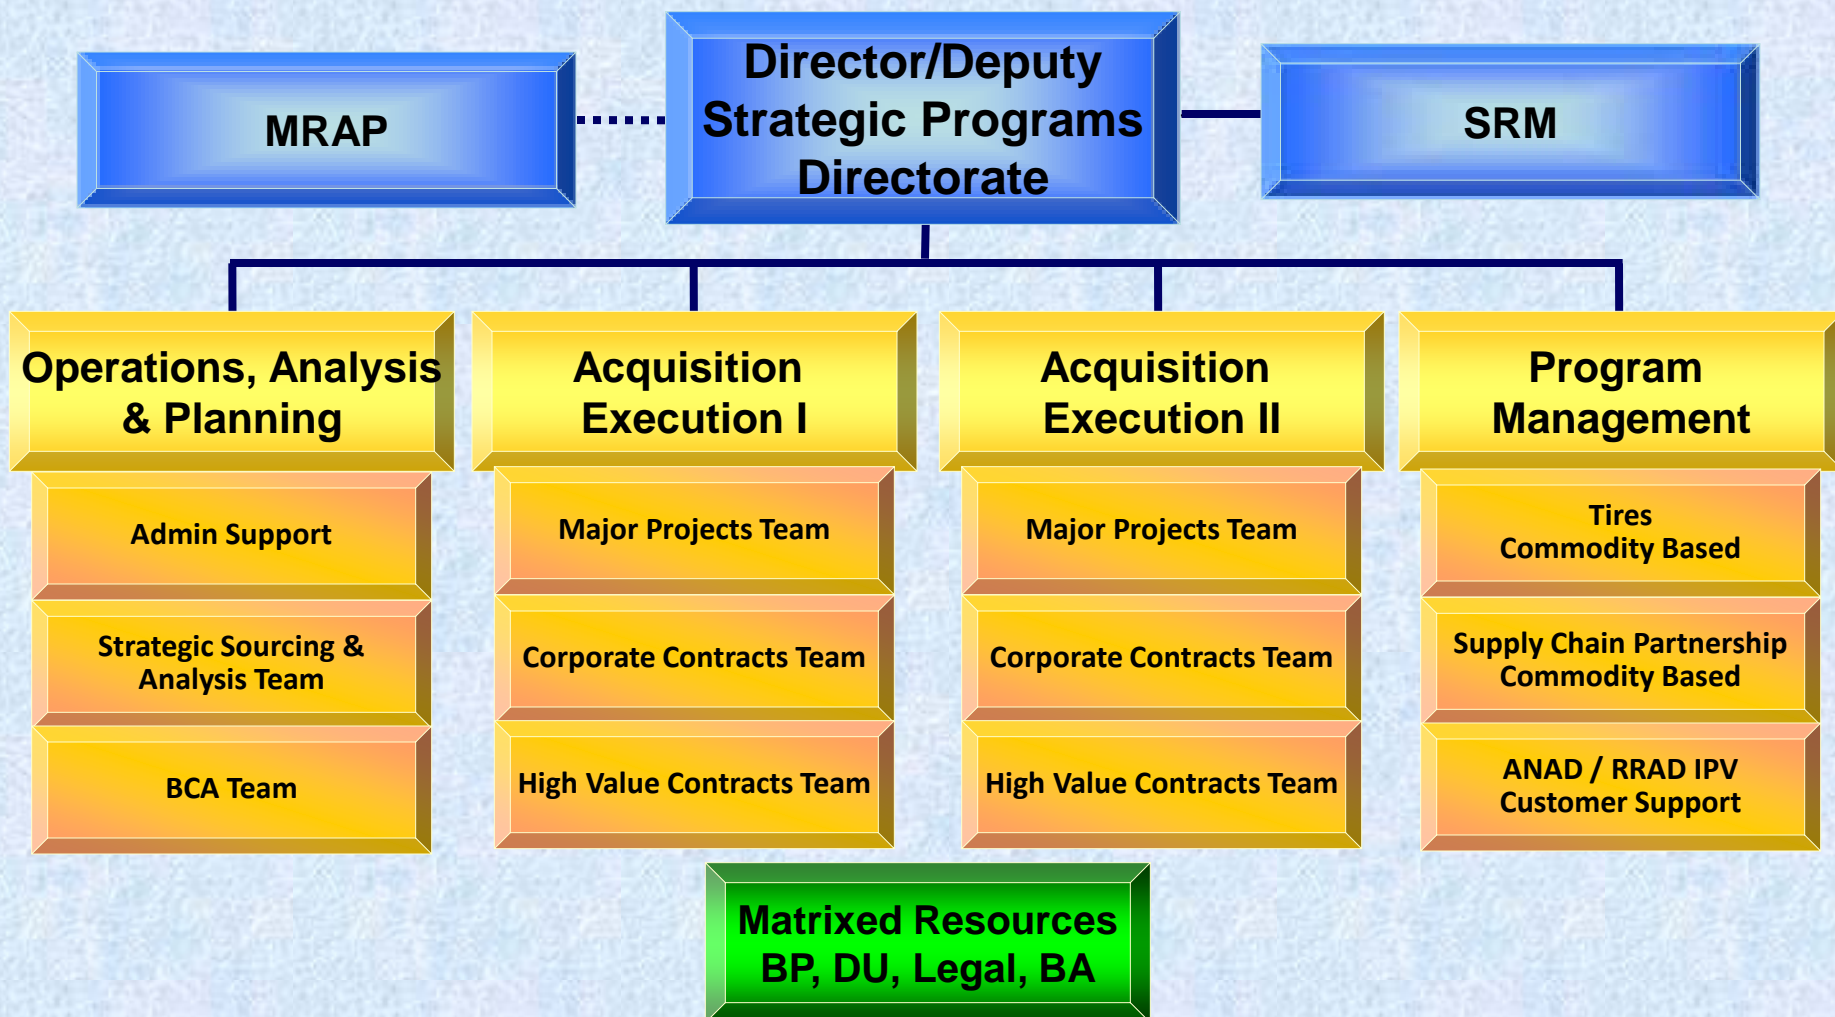 MRAP
Director/Deputy
Strategic Programs
Directorate
SRM
Operations, Analysis
& Planning
Admin Support
Strategic Sourcing &
Analysis Team
BCA Team
Acquisition
Execution I
Major Projects Team
Corporate Contracts Team
High Value Contracts Team
Acquisition
Execution II
Major Projects Team
Corporate Contracts Team
High Value Contracts Team
Program
Management
Tires
Commodity Based
Supply Chain Partnership
Commodity Based
ANAD / RRAD IPV
Customer Support
Matrixed Resources
BP, DU, Legal, BA